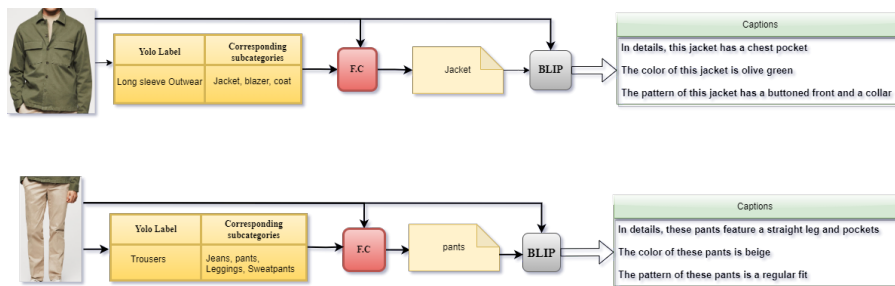 Yolo Label
Corresponding
subcategories
Long sleeve Outwear
Jacket, blazer, coat
F.C
Jacket
BLIP
Captions
In details, this jacket has a chest pocket
The color of this jacket is olive green
The pattern of this jacket has a buttoned front and a collar
Yolo Label
Corresponding
subcategories
Trousers
Jeans, pants,
Leggings, Sweatpants
F.C
pants
BLIP
Captions
In details, these pants feature a straight leg and pockets
The color of these pants is beige
The pattern of these pants is a regular fit